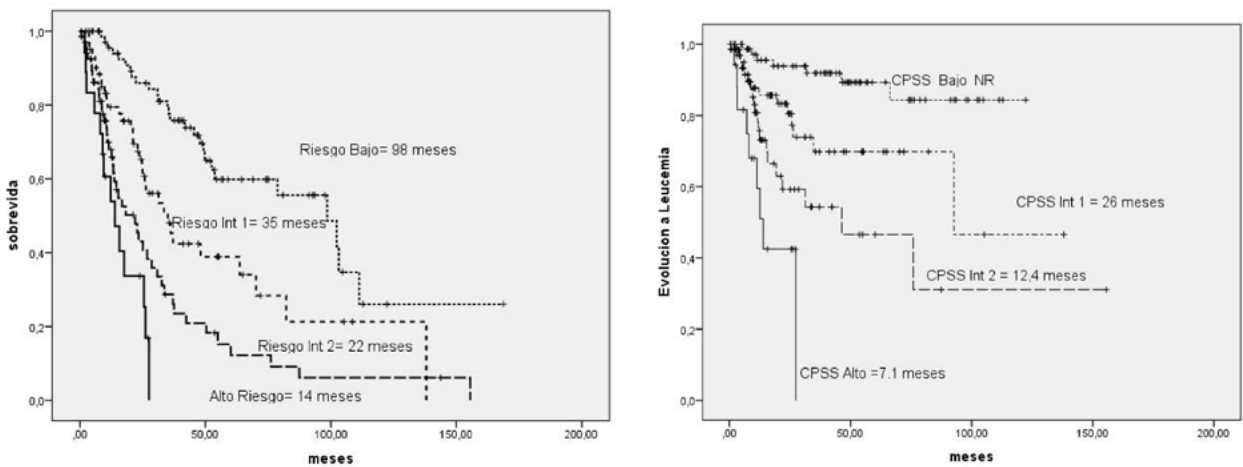 1,0
0,8
0,6
0,4
0,2
0,0
sobrevida
Riesgo Bajo= 98 meses
Riesgo Int 1= 35 meses
Riesgo Int 2= 22 meses
Alto Riesgo= 14 meses
,00 50,00 100,00 150,00 200,00
meses
1,0
0,8
0,6
0,4
0,2
0,0
Evolucion a Leucemia
CPSS Bajo NR
CPSS Int 1 = 26 meses
CPSS Int 2 = 12,4 meses
CPSS Alto =7.1 meses
,00 50,00 100,00 150,00 200,00
meses